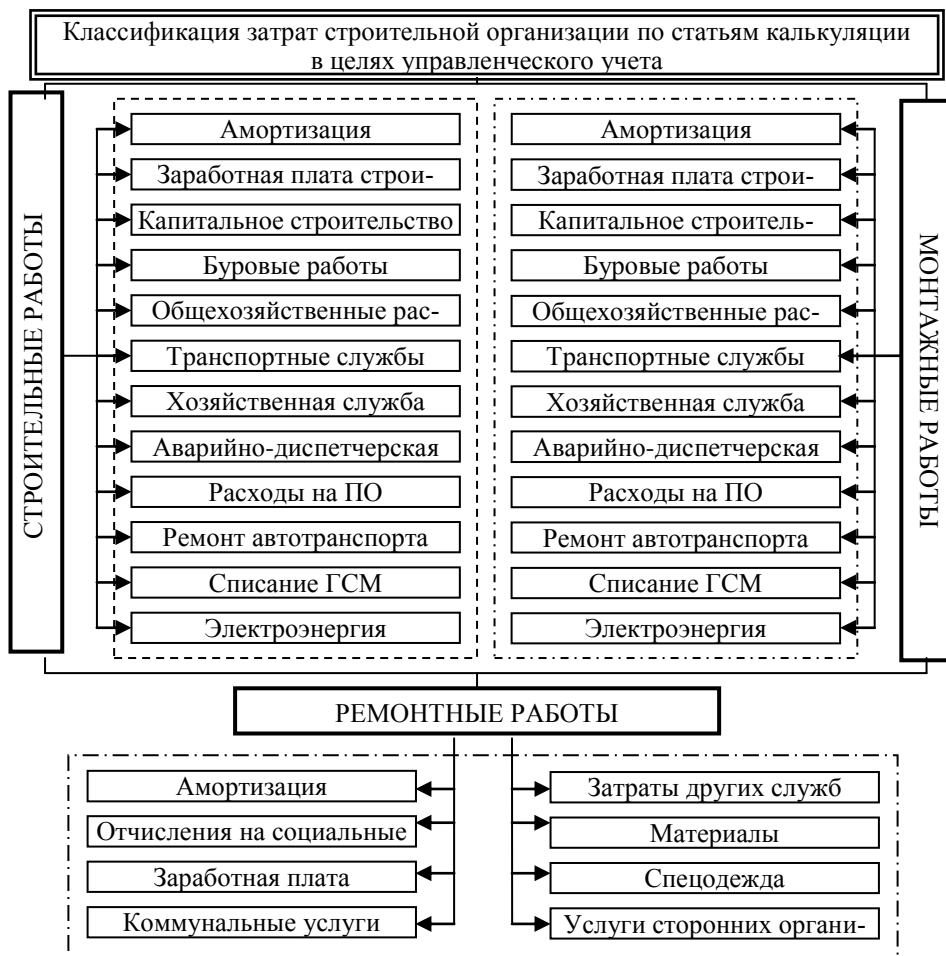 Классификация затрат строительной организации по статьям калькуляции
в целях управленческого учета
СТРОИТЕЛЬНЫЕ РАБОТЫ
Амортизация
Заработная плата строи-
Капитальное строительство
Буровые работы
Общехозяйственные рас-
Транспортные службы
Хозяйственная служба
Аварийно-диспетчерская
Расходы на ПО
Ремонт автотранспорта
Списание ГСМ
Электроэнергия
Амортизация
Заработная плата строи-
Капитальное строитель-
Буровые работы
Общехозяйственные рас-
Транспортные службы
Хозяйственная служба
Аварийно-диспетчерская
Расходы на ПО
Ремонт автотранспорта
Списание ГСМ
Электроэнергия
МОНТАЖНЫЕ РАБОТЫ
РЕМОНТНЫЕ РАБОТЫ
Амортизация
Отчисления на социальные
Заработная плата
Коммунальные услуги
Затраты других служб
Материалы
Спецодежда
Услуги сторонних органи-